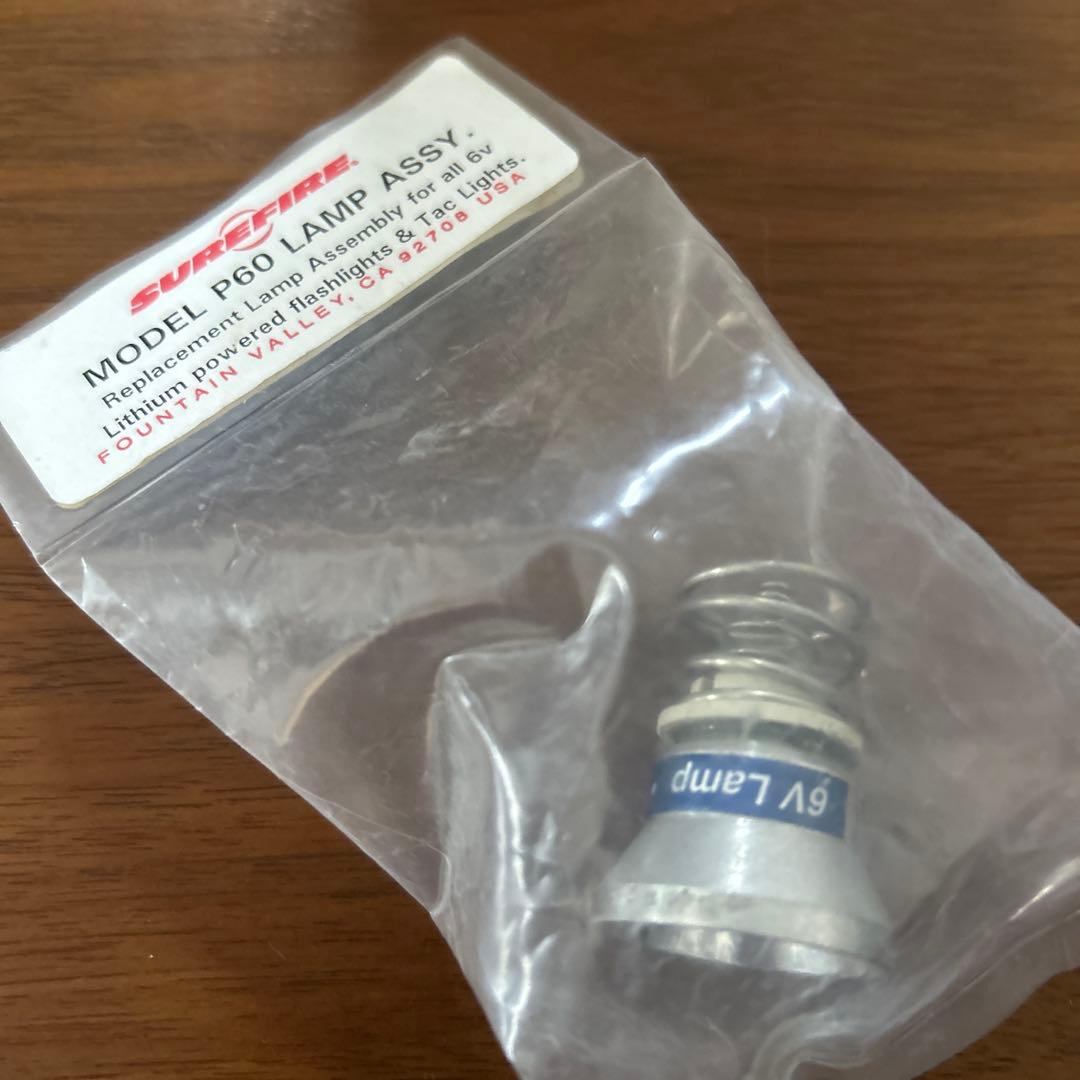 SUREFIRE®
MODEL P60 LAMP ASSY.
Replacement Lamp Assembly for all 6v
Lithium powered flashlights & Tac Lights.
FOUNTAIN VALLEY, CA 92708 USA
6V Lamp